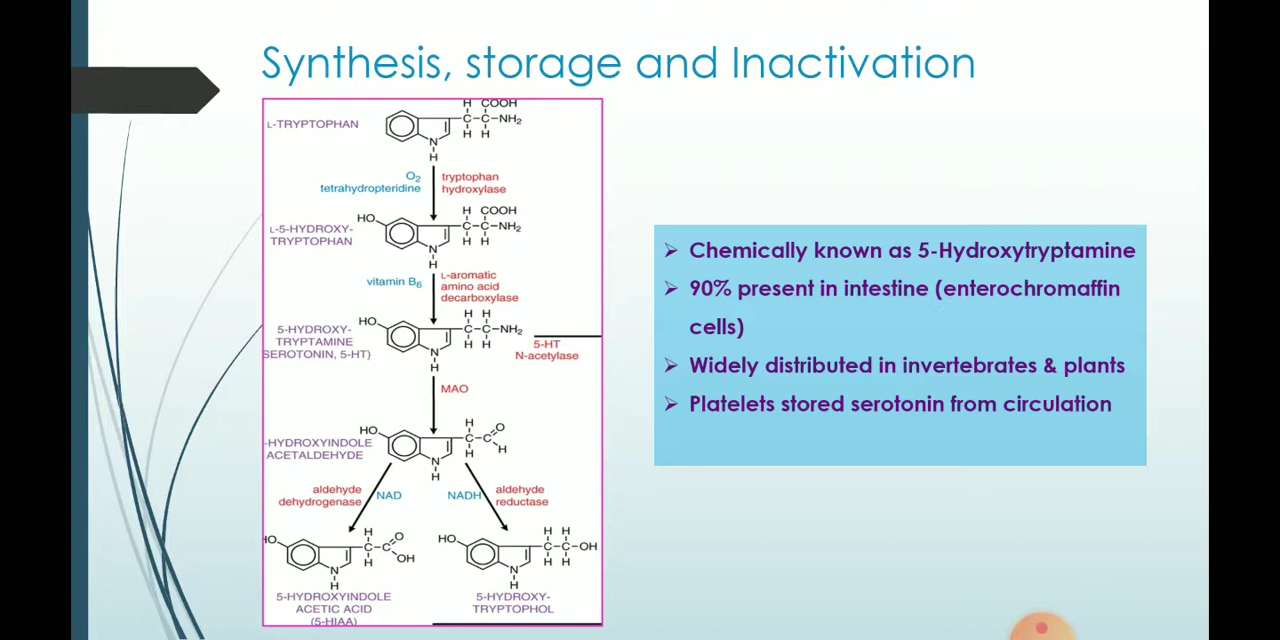 Synthesis, storage and Inactivation
L-TRYPTOPHAN
H COOH
C–C–NH2
H H
N
H
O2
tetrahydropteridine
tryptophan
hydroxylase
L-5-HYDROXY-
TRYPTOPHAN
HO
H COOH
C–C–NH2
H H
N
H
vitamin B6
L-aromatic
amino acid
decarboxylase
5-HYDROXY-
TRYPTAMINE
SEROTONIN, 5-HT)
HO
H H
C–C–NH2
H H
N
H
5-HT
N-acetylase
MAO
-HYDROXYINDOLE
ACETALDEHYDE
HO
H O
C–C
H H
N
H
aldehyde
dehydrogenase
NAD
NADH
aldehyde
reductase
HO
H O
C–C
H OH
N
H
5-HYDROXYINDOLE
ACETIC ACID
(5-HIAA)
HO
H H
C–C–OH
H H
N
H
5-HYDROXY-
TRYPTOPHOL
➢ Chemically known as 5-Hydroxytryptamine
➢ 90% present in intestine (enterochromaffin
cells)
➢ Widely distributed in invertebrates & plants
➢ Platelets stored serotonin from circulation